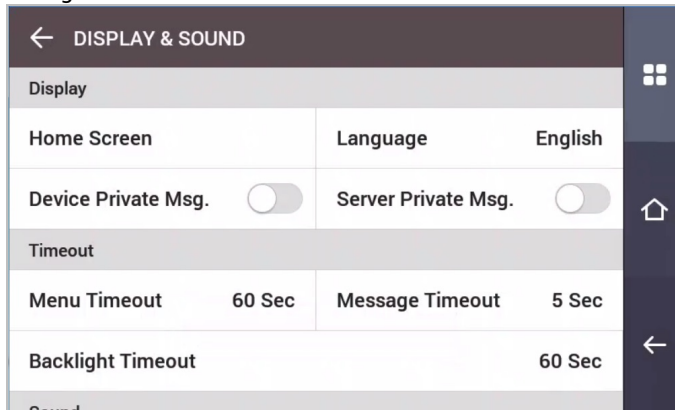 DISPLAY & SOUND
Display
Home Screen
Language English
Device Private Msg.
Server Private Msg.
Timeout
Menu Timeout 60 Sec
Message Timeout 5 Sec
Backlight Timeout 60 Sec
Sound